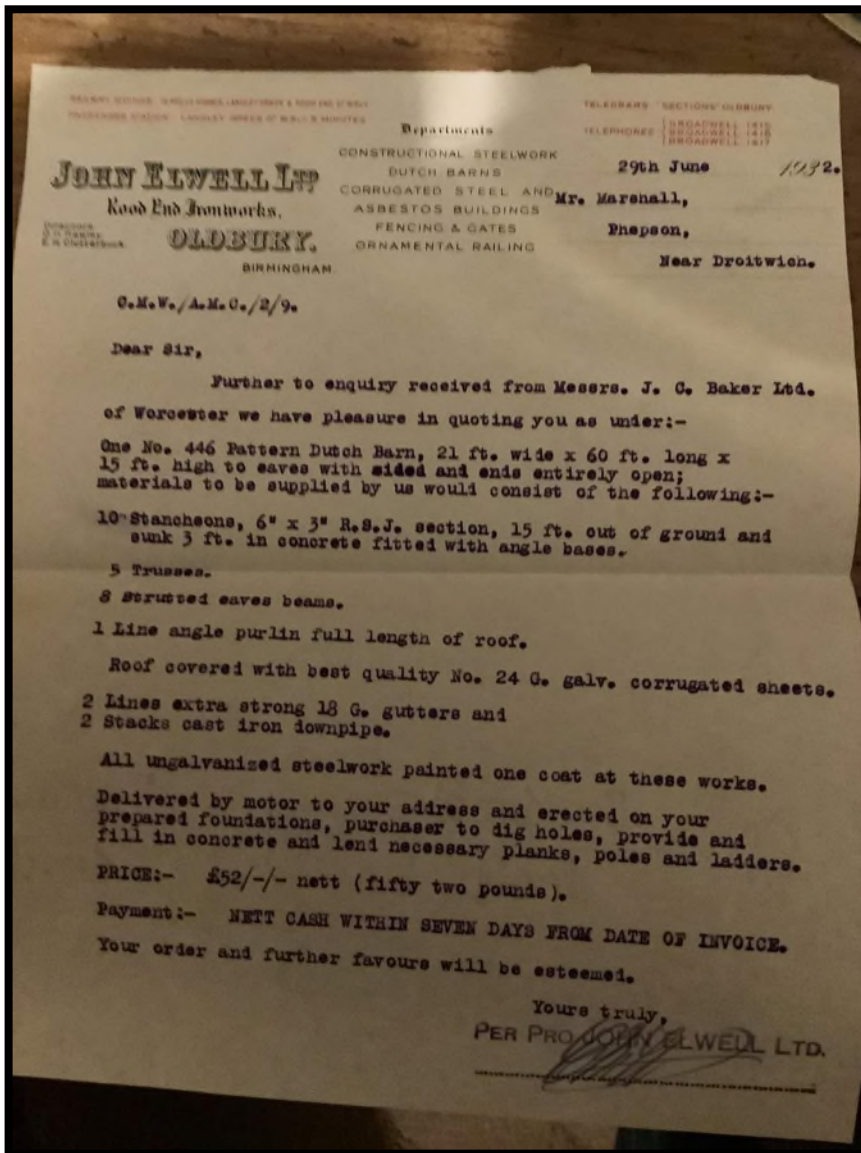 TELEGRAMS "SECTIONS" OLDBURY.
TELEPHONES BROADWELL 1615
BROADWELL 1616
BROADWELL 1617
JOHN ELWELL LTD
Rood End Ironworks,
OLDBURY.
BIRMINGHAM
Directors
Departments
CONSTRUCTIONAL STEELWORK
DUTCH BARNS
CORRUGATED STEEL AND
ASBESTOS BUILDINGS
FENCING & GATES
ORNAMENTAL RAILING
29th June 1932.
Mr. Marshall,
Phepson,
Near Droitwich.
C.M.W./A.M.C./2/9.
Dear Sir,
Further to enquiry received from Messrs. J. C. Baker Ltd.
of Worcester we have pleasure in quoting you as under:-
One No. 446 Pattern Dutch Barn, 21 ft. wide x 60 ft. long x
15 ft. high to eaves with sided and ends entirely open;
materials to be supplied by us would consist of the following:-
10 Stancheons, 6" x 3" R.S.J. section, 15 ft. out of ground and
sunk 3 ft. in concrete fitted with angle bases.
5 Trusses.
8 Strutted eaves beams.
1 Line angle purlin full length of roof.
Roof covered with best quality No. 24 G. galv. corrugated sheets.
2 Lines extra strong 18 G. gutters and
2 Stacks cast iron downpipe.
All ungalvanized steelwork painted one coat at these works.
Delivered by motor to your address and erected on your
prepared foundations, purchaser to dig holes, provide and
fill in concrete and lend necessary planks, poles and ladders.
PRICE:- £52/-/- nett (fifty two pounds).
Payment:- NETT CASH WITHIN SEVEN DAYS FROM DATE OF INVOICE.
Your order and further favours will be esteemed.
Yours truly,
PER PRO JOHN ELWELL LTD.